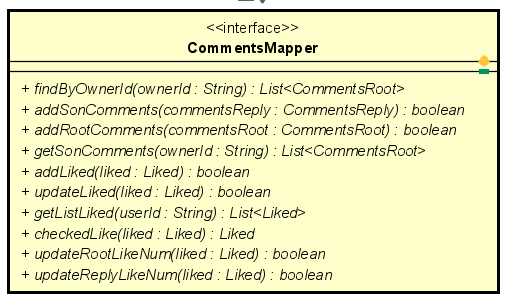 <<interface>>
CommentsMapper
+ findByOwnerId(ownerId : String) : List<CommentsRoot>
+ addSonComments(commentsReply : CommentsReply) : boolean
+ addRootComments(commentsRoot : CommentsRoot) : boolean
+ getSonComments(ownerId : String) : List<CommentsRoot>
+ addLiked(liked : Liked) : boolean
+ updateLiked(liked : Liked) : boolean
+ getListLiked(userId : String) : List<Liked>
+ checkedLike(liked : Liked) : Liked
+ updateRootLikeNum(liked : Liked) : boolean
+ updateReplyLikeNum(liked : Liked) : boolean